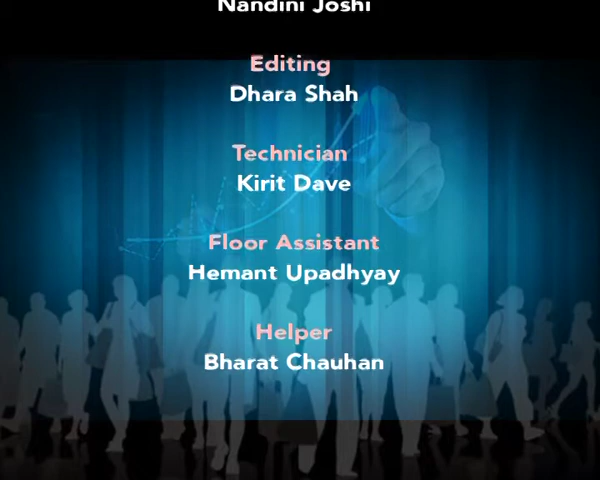 Nandini Joshi
Editing
Dhara Shah
Technician
Kirit Dave
Floor Assistant
Hemant Upadhyay
Helper
Bharat Chauhan